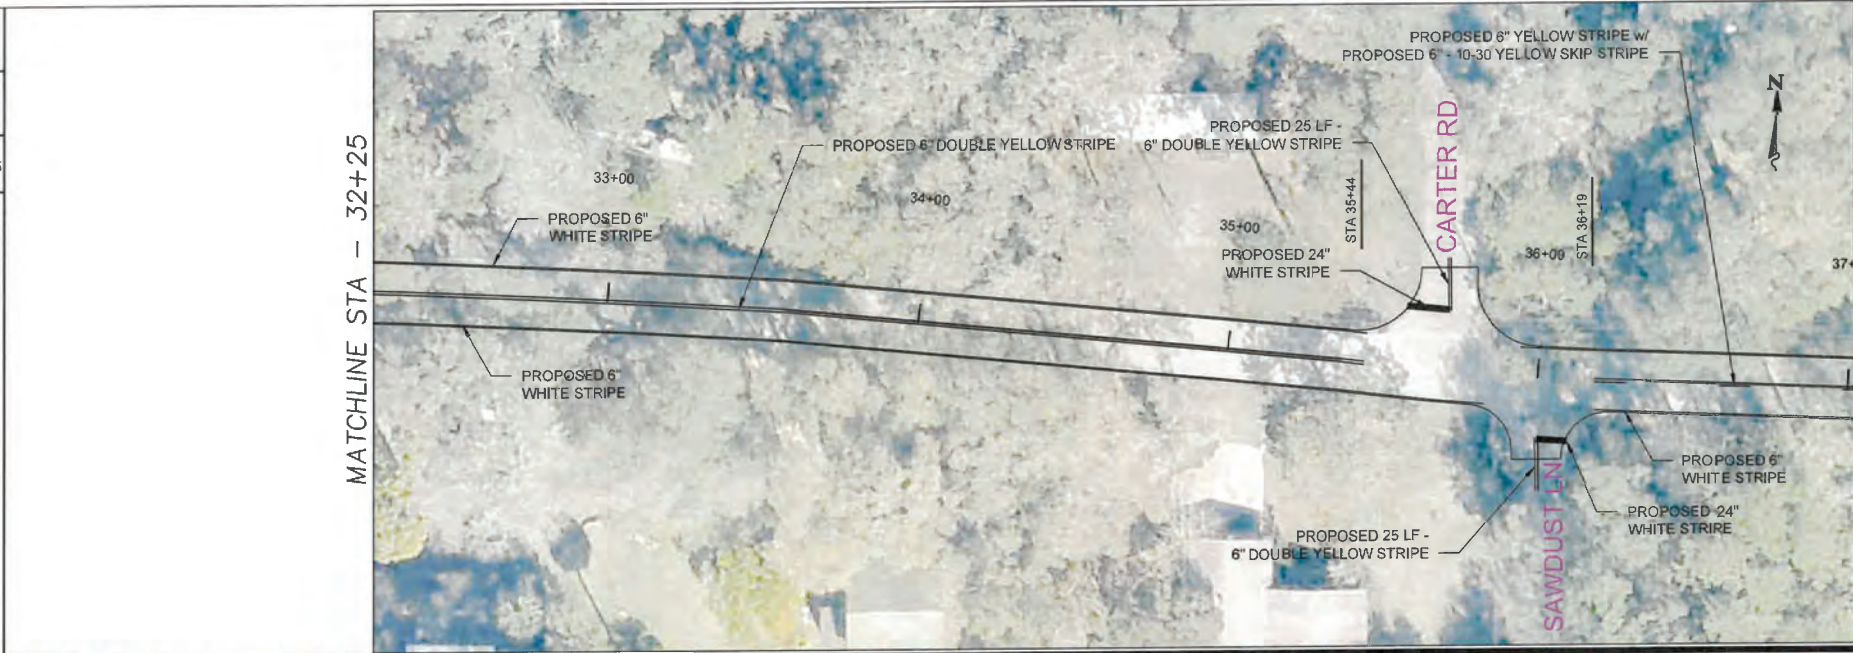 MATCHLINE STA - 32+25
PROPOSED 6" YELLOW STRIPE w/
PROPOSED 6" - 10-30 YELLOW SKIP STRIPE
N
PROPOSED 6" DOUBLE YELLOW STRIPE
PROPOSED 25 LF -
6" DOUBLE YELLOW STRIPE
CARTER RD
33+00
34+00
35+00
STA 35+44
36+00
STA 36+19
37+
PROPOSED 6"
WHITE STRIPE
PROPOSED 24"
WHITE STRIPE
PROPOSED 6"
WHITE STRIPE
PROPOSED 6"
WHITE STRIPE
PROPOSED 24"
WHITE STRIPE
PROPOSED 25 LF -
6" DOUBLE YELLOW STRIPE
SAWDUST LN